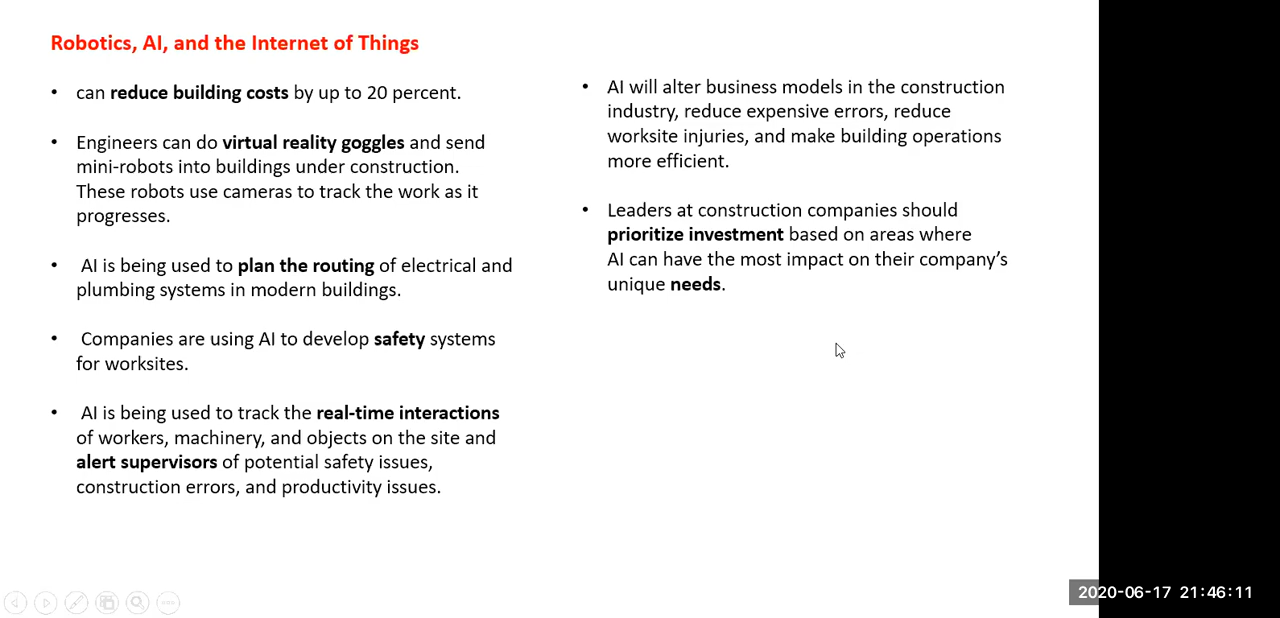 Robotics, AI, and the Internet of Things
• can reduce building costs by up to 20 percent.
• Engineers can do virtual reality goggles and send
mini-robots into buildings under construction.
These robots use cameras to track the work as it
progresses.
• AI is being used to plan the routing of electrical and
plumbing systems in modern buildings.
• Companies are using AI to develop safety systems
for worksites.
• AI is being used to track the real-time interactions
of workers, machinery, and objects on the site and
alert supervisors of potential safety issues,
construction errors, and productivity issues.
• AI will alter business models in the construction
industry, reduce expensive errors, reduce
worksite injuries, and make building operations
more efficient.
• Leaders at construction companies should
prioritize investment based on areas where
AI can have the most impact on their company’s
unique needs.
2020-06-17 21:46:11